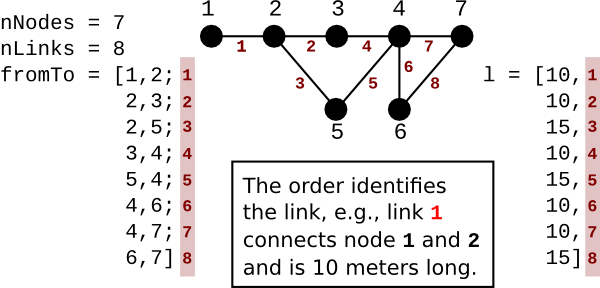 nNodes = 7
nLinks = 8
fromTo = [1,2; 1
2,3; 2
2,5; 3
3,4; 4
5,4; 5
4,6; 6
4,7; 7
6,7] 8
1 2 3 4 7
1 2 4 7
3 5 6 8
5 6
l = [10, 1
10, 2
15, 3
10, 4
15, 5
10, 6
10, 7
15] 8
The order identifies
the link, e.g., link 1
connects node 1 and 2
and is 10 meters long.